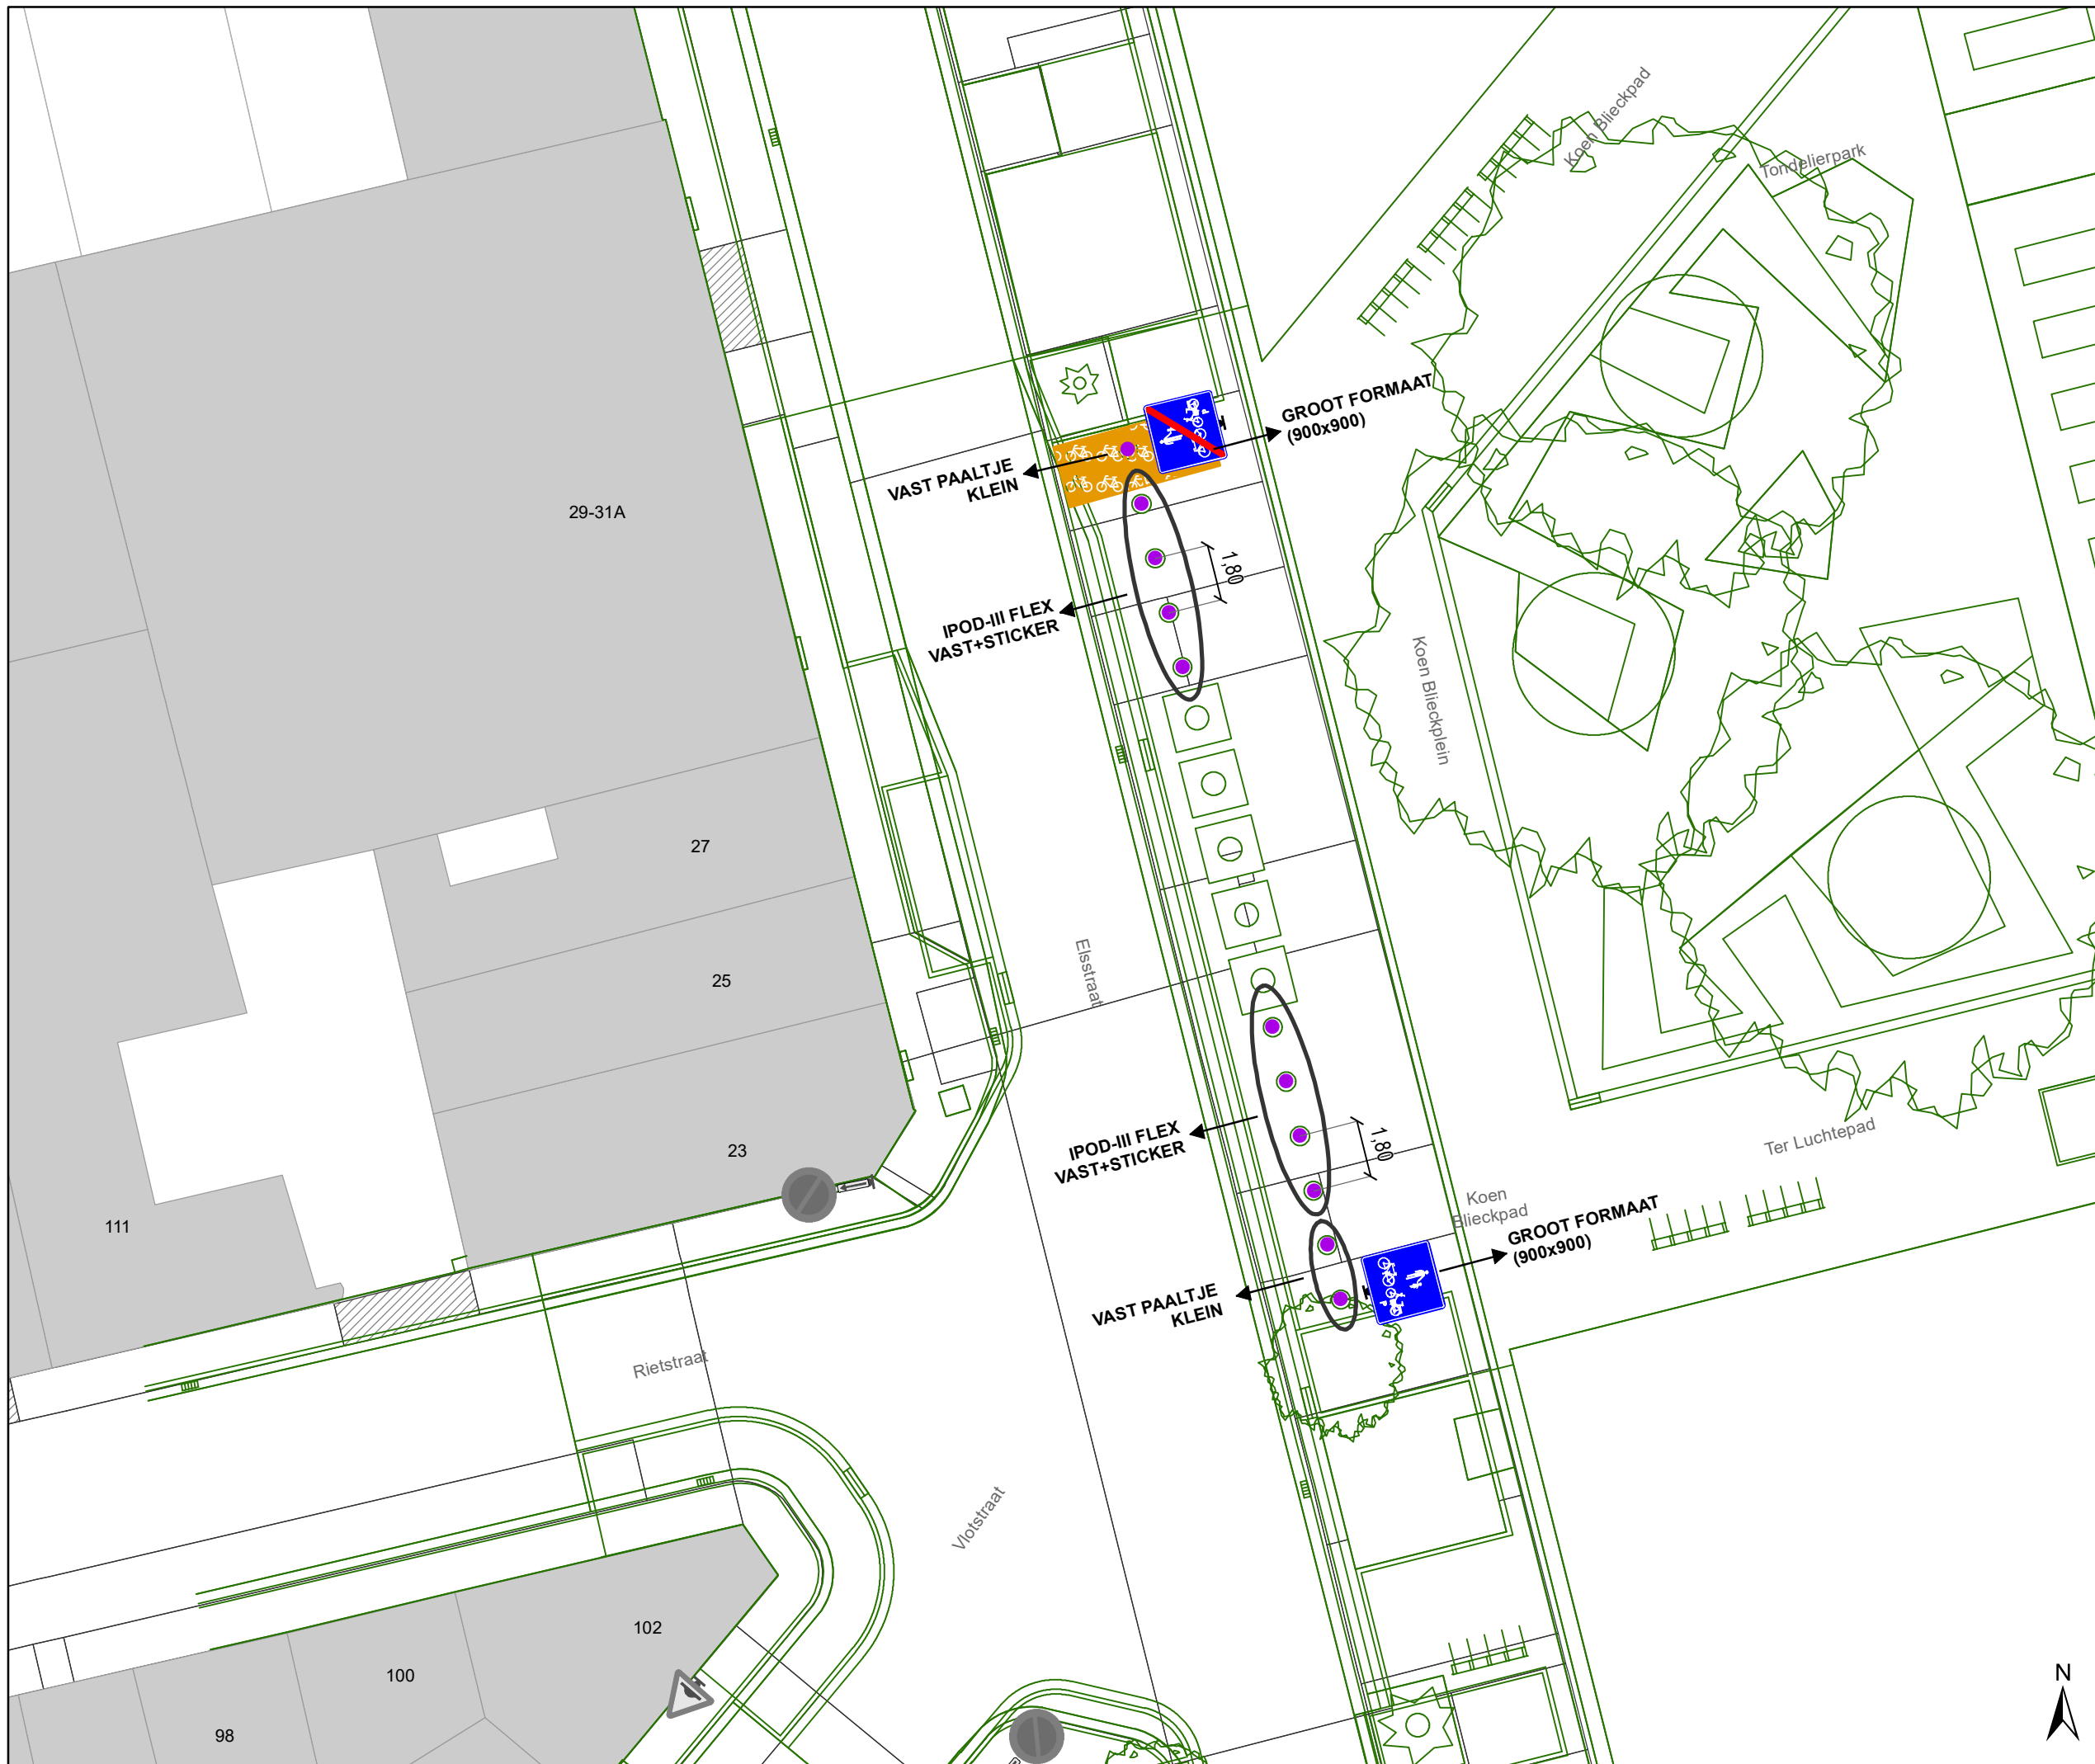 Koen Blieckpad
Tondelierpark
GROOT FORMAAT
(900x900)
VAST PAALTJE
KLEIN
29-31A
1,80
IPOD-III FLEX
VAST+STICKER
Koen Blieckplein
27
25
Elsstraat
23
IPOD-III FLEX
VAST+STICKER
1,80
Ter Luchtepad
111
Koen
Blieckpad
GROOT FORMAAT
(900x900)
VAST PAALTJE
KLEIN
Rietstraat
Vlotstraat
102
100
98
N